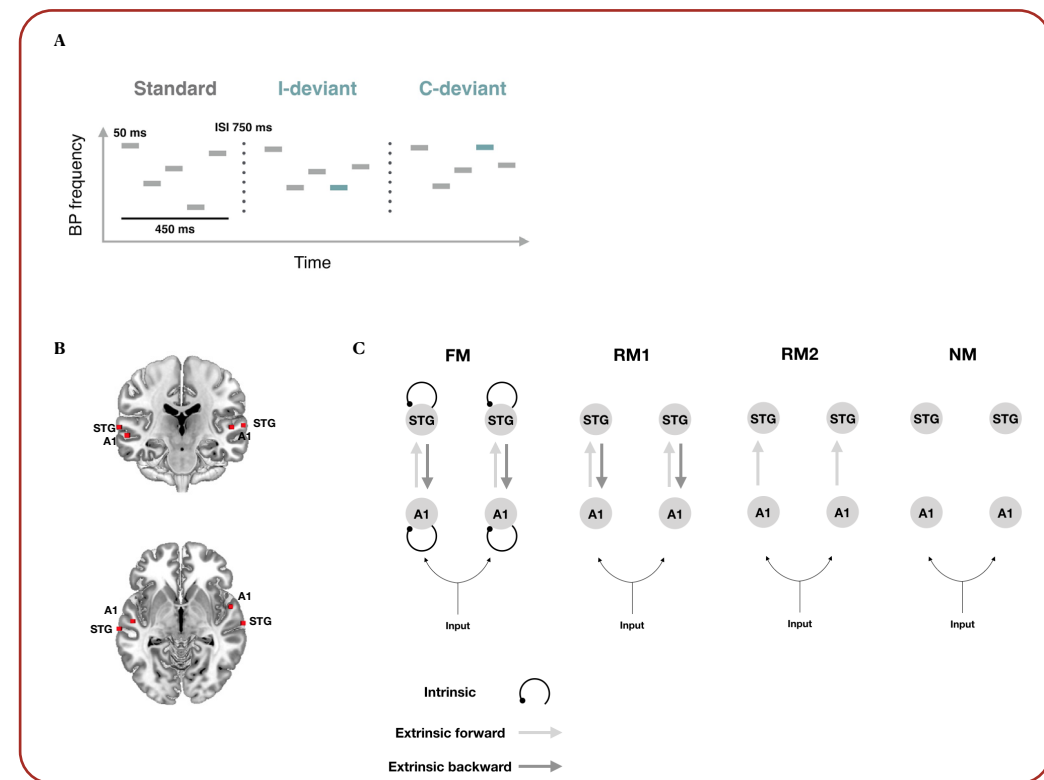 A
Standard I-deviant C-deviant
50 ms
ISI 750 ms
BP frequency
450 ms
Time
B
STG
A1
STG
A1
A1
STG
A1
STG
C
FM RM1 RM2 NM
STG STG STG STG STG STG STG STG
A1 A1 A1 A1 A1 A1 A1 A1
Input Input Input Input
Intrinsic
Extrinsic forward
Extrinsic backward